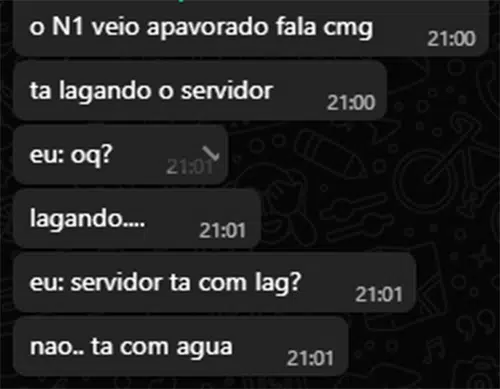 o N1 veio apavorado fala cmg
21:00
ta lagando o servidor
21:00
eu: oq?
21:01
lagando....
21:01
eu: servidor ta com lag?
21:01
nao.. ta com agua
21:01